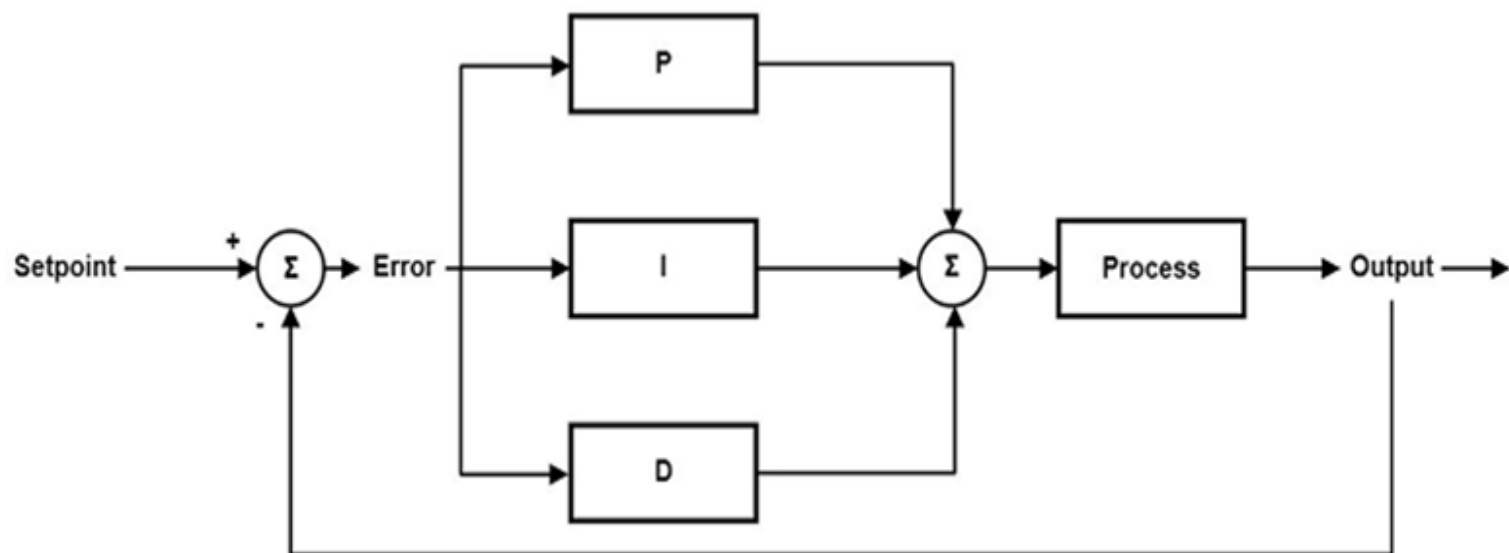 P
+
Setpoint Σ Error I Σ Process Output
-
D